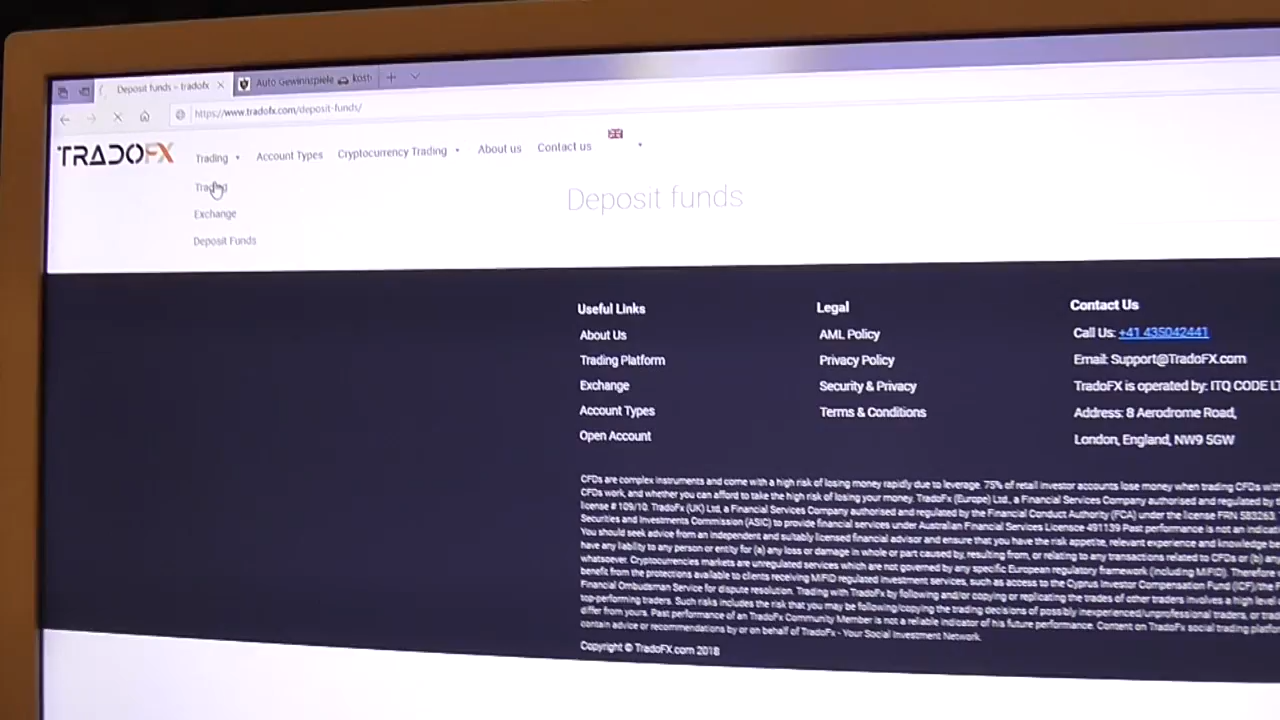 Deposit funds - tradofx
Auto Gewinnspiele kost
https://www.tradofx.com/deposit-funds/
TRADOFX
Trading
Account Types
Cryptocurrency Trading
About us
Contact us
Trading
Exchange
Deposit Funds
Deposit funds
Useful Links
About Us
Trading Platform
Exchange
Account Types
Open Account
Legal
AML Policy
Privacy Policy
Security & Privacy
Terms & Conditions
Contact Us
Call Us: +41 435042441
Email: Support@TradoFX.com
TradoFX is operated by: ITQ CODE LT
Address: 8 Aerodrome Road,
London, England, NW9 5GW
CFDs are complex instruments and come with a high risk of losing money rapidly due to leverage. 75% of retail investor accounts lose money when trading CFDs
CFDs work, and whether you can afford to take the high risk of losing your money. TradoFx (Europe) Ltd., a Financial Services Company authorised and regulated by
license # 109/10. TradoFx (UK) Ltd, a Financial Services Company authorised and regulated by the Financial Conduct Authority (FCA) under the license FRN 583263.
Securities and Investments Commission (ASIC) to provide financial services under Australian Financial Services Licence 491139 Past performance is not an
You should seek advice from an independent and suitably licensed financial advisor and ensure that you have the risk appetite, relevant experience and knowledge
have any liability to any person or entity for (a) any loss or damage in whole or part caused by, resulting from, or relating to any transactions related to CFDs or (b)
whatsoever. Cryptocurrencies markets are unregulated services which are not governed by any specific European regulatory framework (including MiFID). Therefore
benefit from the protections available to clients receiving MiFID regulated investment services, such as access to the Cyprus Investor Compensation Fund (ICF)/the
Financial Ombudsman Service for dispute resolution. Trading with TradoFx by following and/or copying or replicating the trades of other traders involves a high level
top-performing traders. Such risks includes the risk that you may be following/copying the trading decisions of possibly inexperienced/unprofessional traders, or
differ from yours. Past performance of an TradoFx Community Member is not a reliable indicator of his future performance. Content on TradoFx social trading
contain advice or recommendations by or on behalf of TradoFx - Your Social Investment Network.
Copyright © TradoFX.com 2018